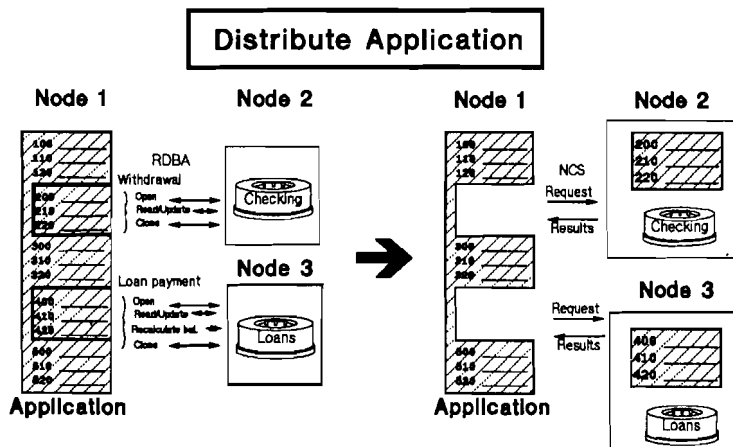 Distribute Application
Node 1
Node 2
100
110
120
RDBA
Withdrawal
200
210
220
Open
Read/Update
Close
Checking
300
310
320
Node 3
Loan payment
400
410
420
Open
Read/Update
Recalculate bal.
Close
Loans
500
510
520
Application
Node 1
Node 2
100
110
120
NCS
Request
Results
200
210
220
Checking
300
310
320
Node 3
Request
Results
400
410
420
Loans
500
510
520
Application